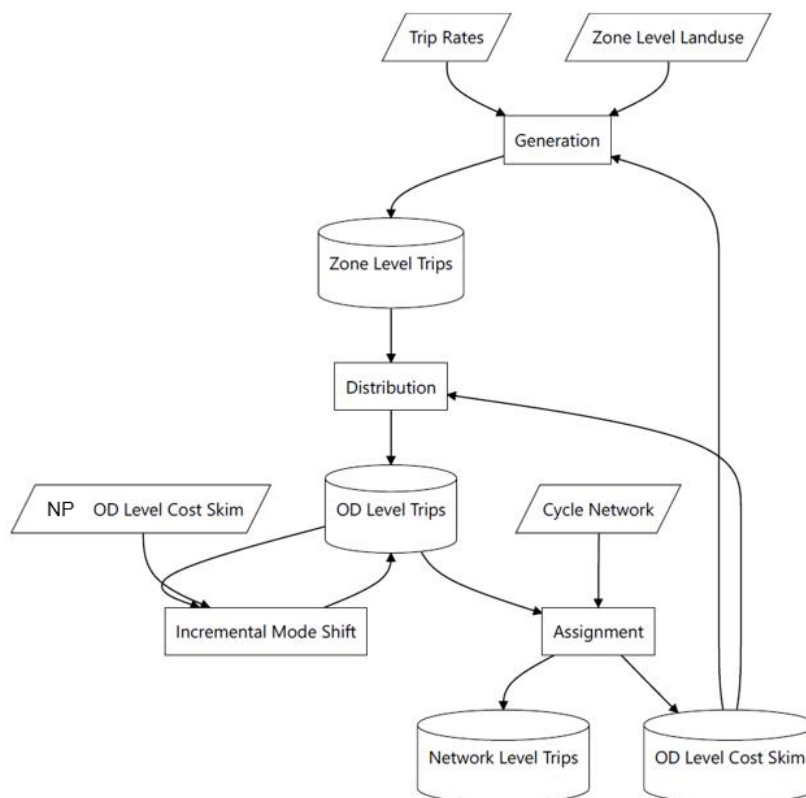 Trip Rates
Zone Level Landuse
Generation
Zone Level Trips
Distribution
NP OD Level Cost Skim
OD Level Trips
Cycle Network
Incremental Mode Shift
Assignment
Network Level Trips
OD Level Cost Skim